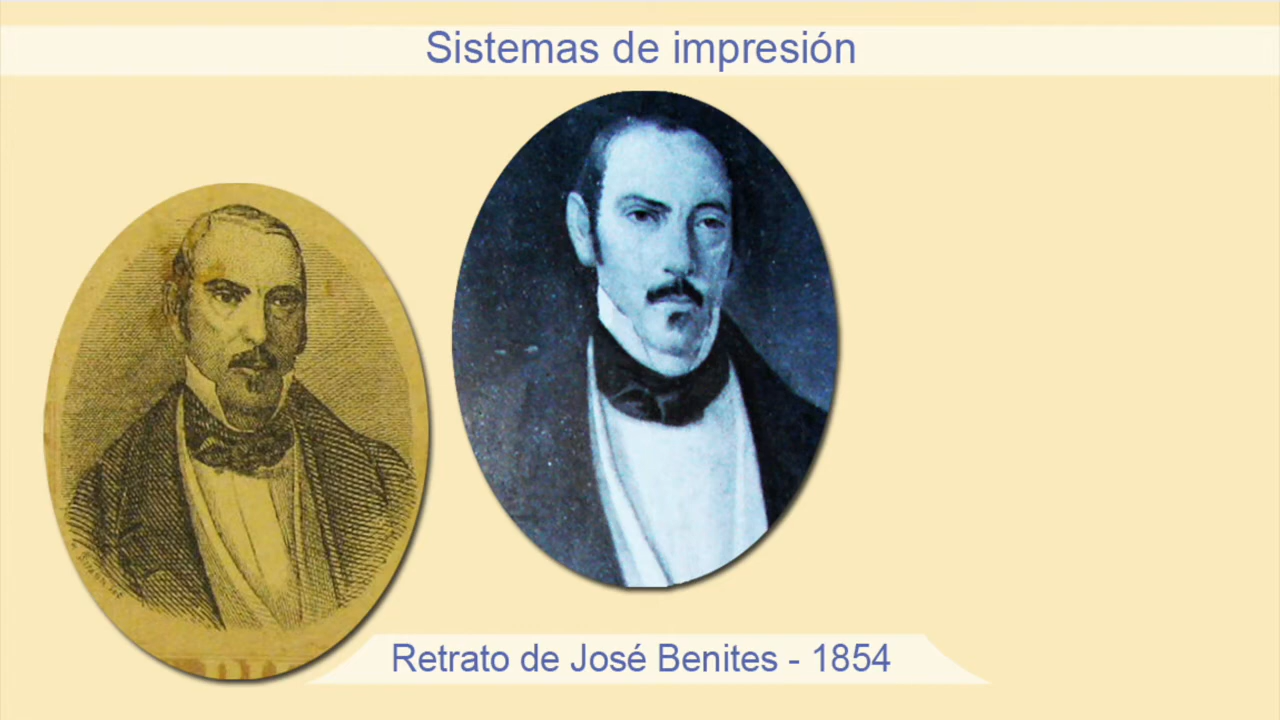 Sistemas de impresión
Retrato de José Benites - 1854